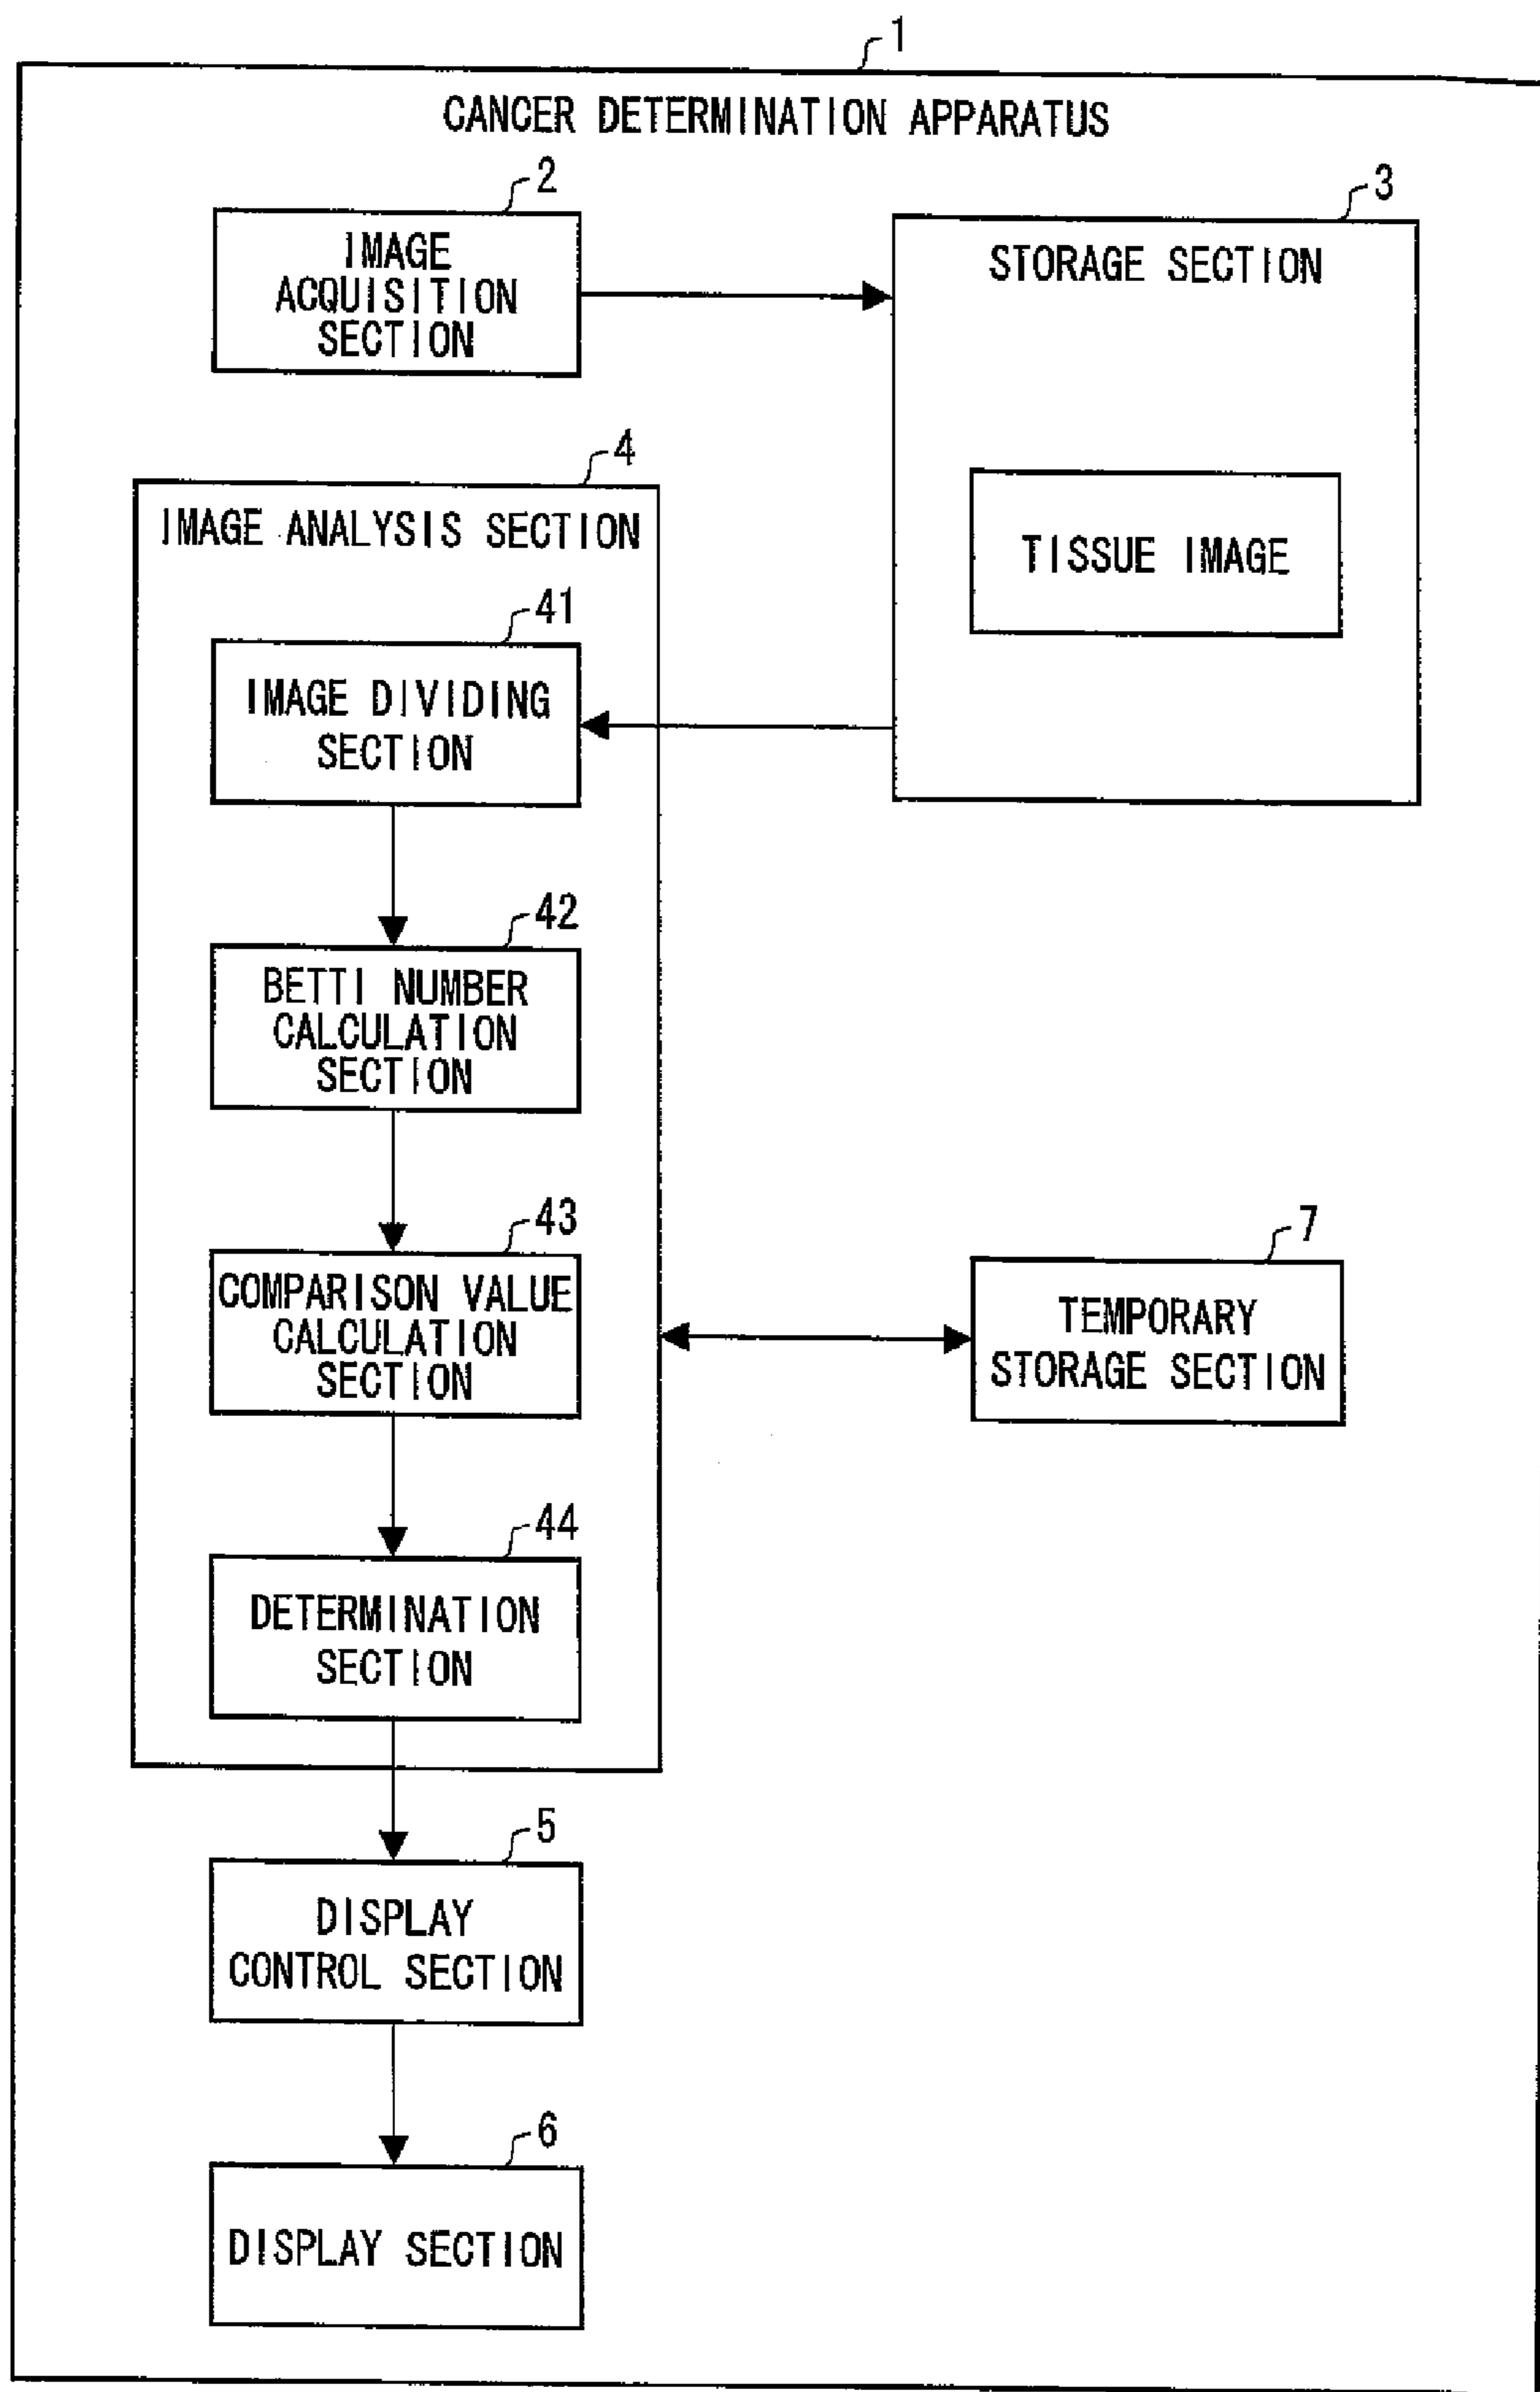 1
CANCER DETERMINATION APPARATUS
2
IMAGE
ACQUISITION
SECTION
3
STORAGE SECTION
TISSUE IMAGE
4
IMAGE ANALYSIS SECTION
41
IMAGE DIVIDING
SECTION
42
BETTI NUMBER
CALCULATION
SECTION
43
COMPARISON VALUE
CALCULATION
SECTION
7
TEMPORARY
STORAGE SECTION
44
DETERMINATION
SECTION
5
DISPLAY
CONTROL SECTION
6
DISPLAY SECTION